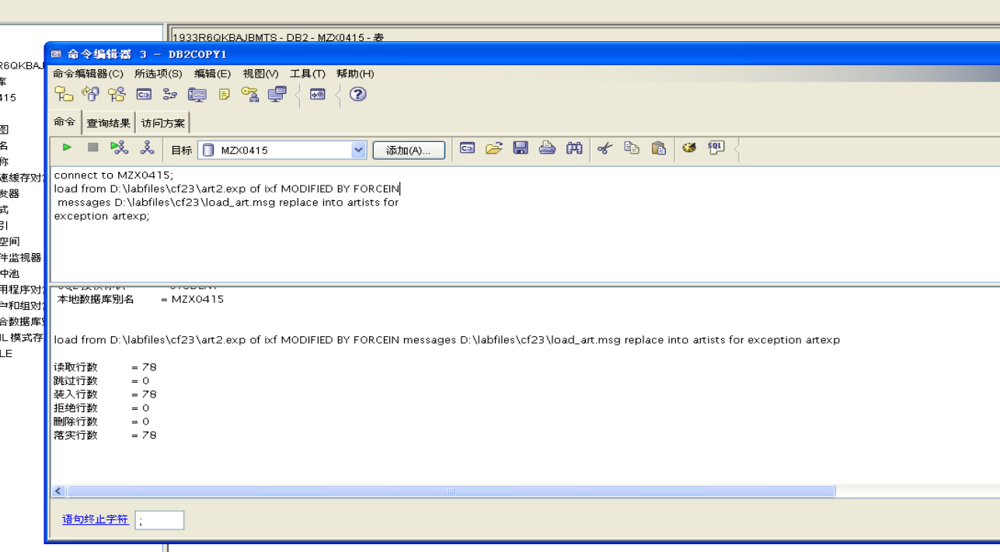 1933R6QKBAJBMTS - DB2 - MZX0415 - 表
命令编辑器 3 - DB2COPY1
R6QKBAJ
库
415
图
名
称
速缓存对
发器
式
引
空间
件监视器
中池
用程序对
户和组对
合数据库
ML 模式存
LE
命令编辑器(C) 所选项(S) 编辑(E) 视图(V) 工具(T) 帮助(H)
命令 查询结果 访问方案
目标 MZX0415 添加(A)... SQL
connect to MZX0415;
load from D:\labfiles\cf23\art2.exp of ixf MODIFIED BY FORCEIN
messages D:\labfiles\cf23\load_art.msg replace into artists for
exception artexp;
本地数据库别名 = MZX0415
load from D:\labfiles\cf23\art2.exp of ixf MODIFIED BY FORCEIN messages D:\labfiles\cf23\load_art.msg replace into artists for exception artexp
读取行数 = 78
跳过行数 = 0
装入行数 = 78
拒绝行数 = 0
删除行数 = 0
落实行数 = 78
语句终止字符 ;